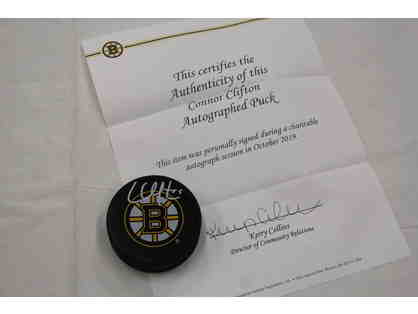 B
This certifies the
Authenticity of this
Connor Clifton
Autographed Puck
This item was personally signed during a charitable
autograph session in October 2019.
Kerry Collins
Director of Community Relations
B